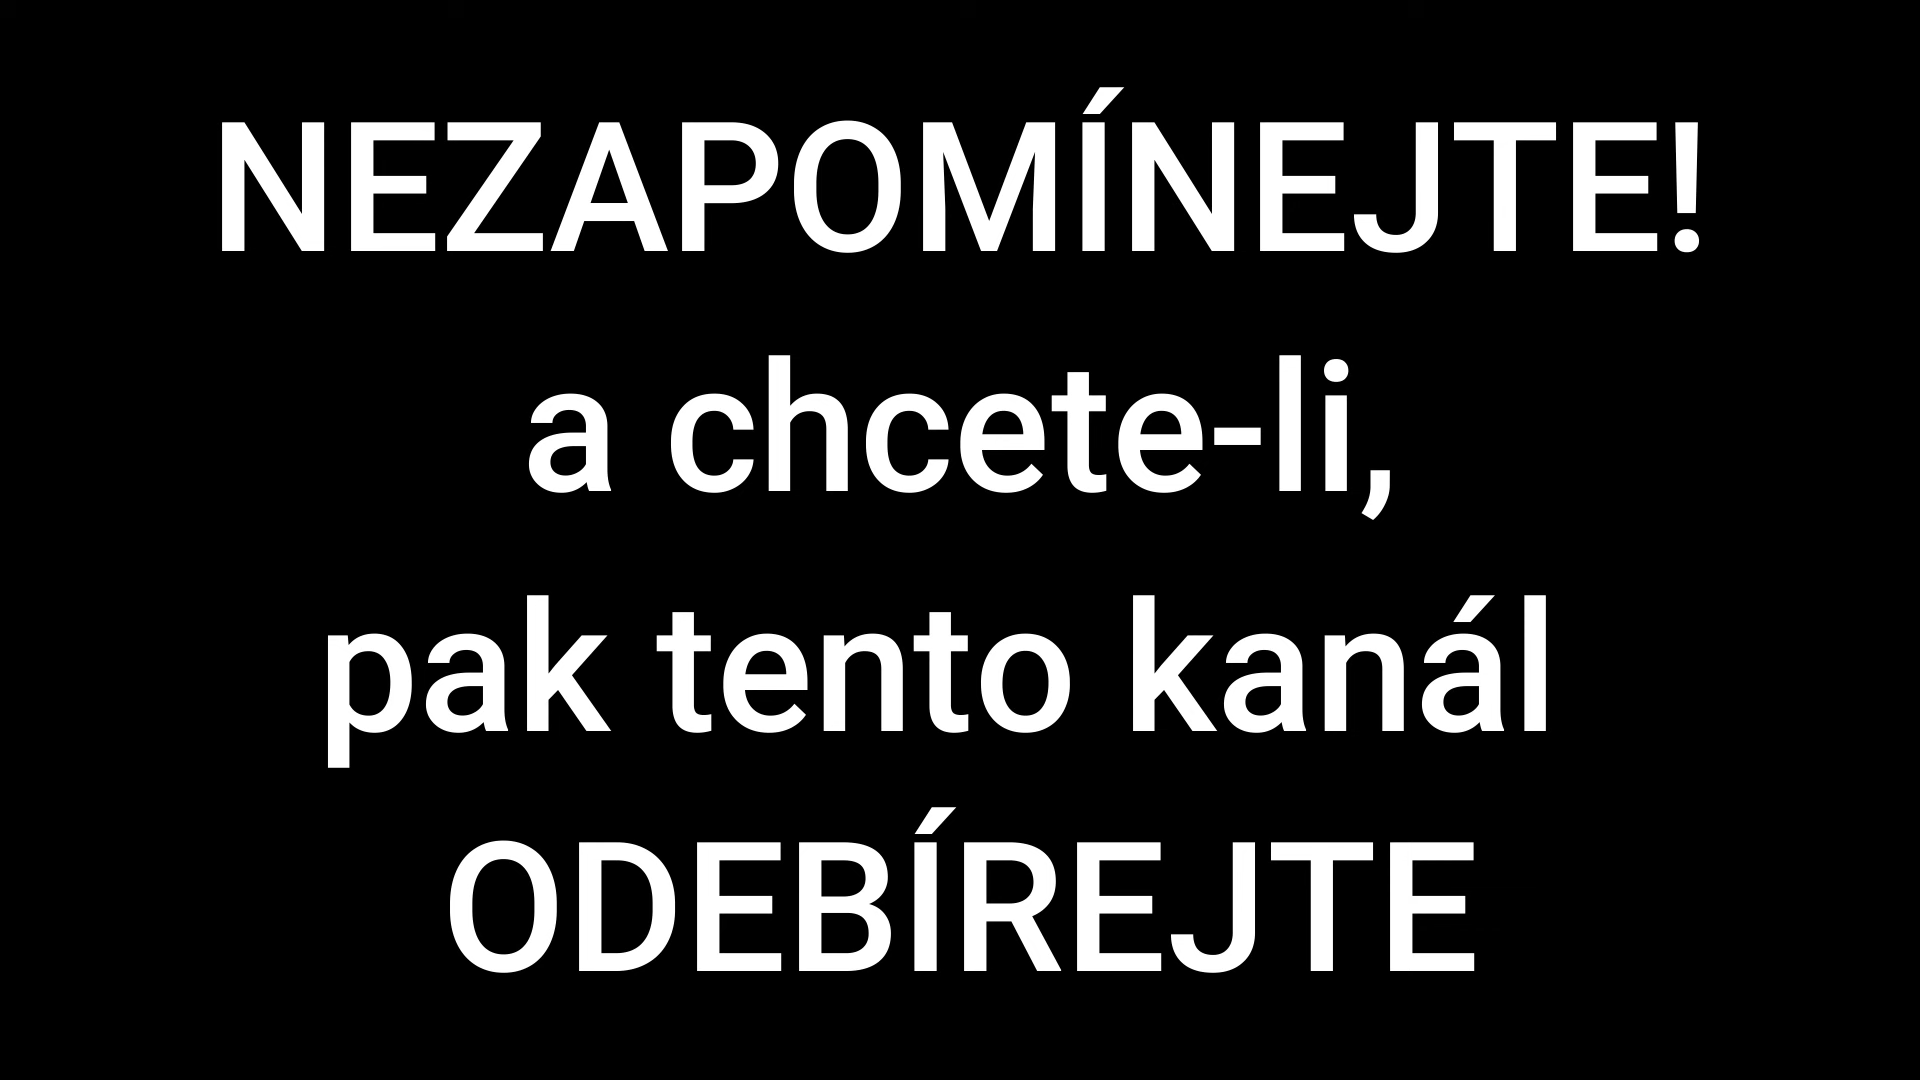 NEZAPOMÍNEJTE!
a chcete-li,
pak tento kanál
ODEBÍREJTE